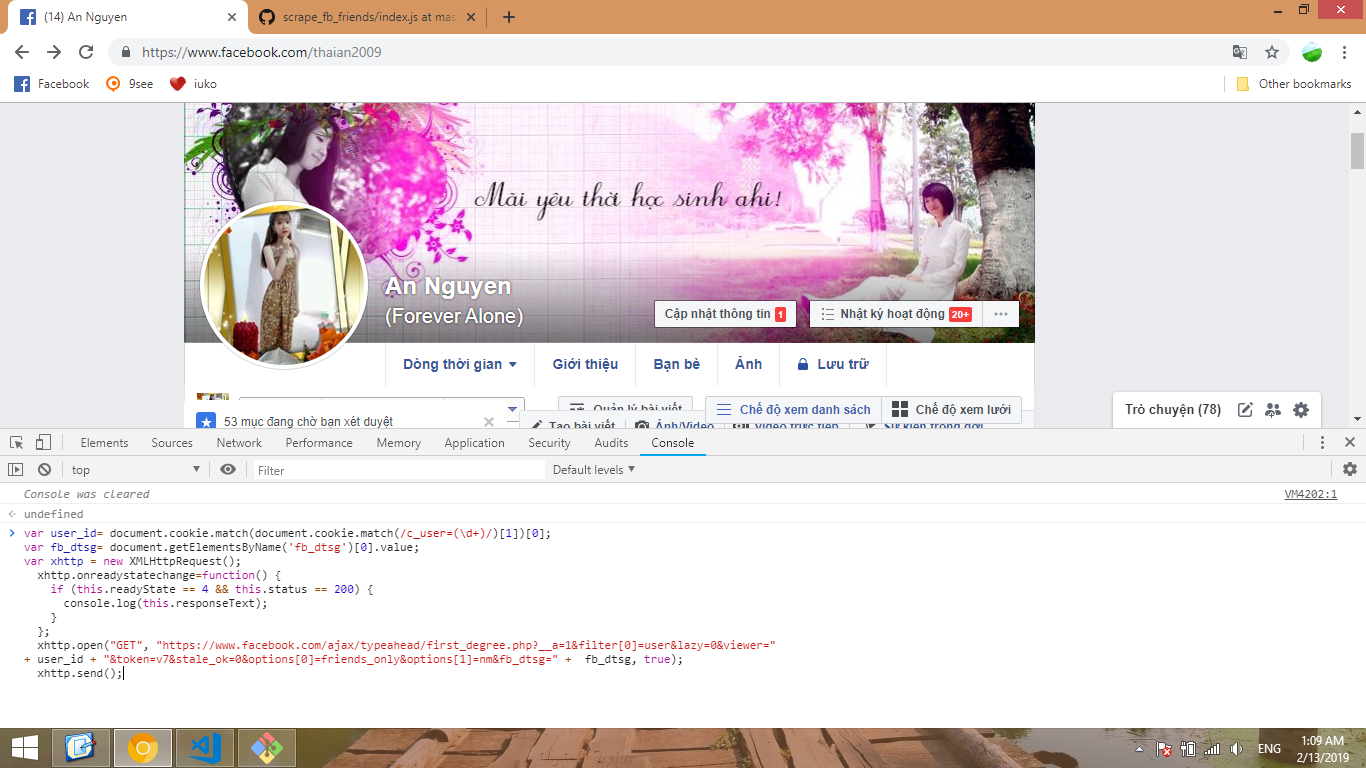 (14) An Nguyen
scrape_fb_friends/index.js at mas
https://www.facebook.com/thaian2009
Facebook 9see iuko Other bookmarks
Mãi yêu thời học sinh ahi!
An Nguyen
(Forever Alone)
Cập nhật thông tin 1 Nhật ký hoạt động 20+
Dòng thời gian Giới thiệu Bạn bè Ảnh Lưu trữ
Quản lý bài viết Chế độ xem danh sách Chế độ xem lưới
Trò chuyện (78)
53 mục đang chờ bạn xét duyệt
Tạo bài viết Ảnh/Video Video trực tiếp Sự kiện trong đời
Elements Sources Network Performance Memory Application Security Audits Console
top Filter Default levels
Console was cleared VM4202:1
undefined
var user_id= document.cookie.match(document.cookie.match(/c_user=(\d+)/)[1])[0];
var fb_dtsg= document.getElementsByName('fb_dtsg')[0].value;
var xhttp = new XMLHttpRequest();
xhttp.onreadystatechange=function() {
if (this.readyState == 4 && this.status == 200) {
console.log(this.responseText);
}
};
xhttp.open("GET", "https://www.facebook.com/ajax/typeahead/first_degree.php?__a=1&filter[0]=user&lazy=0&viewer="
+ user_id + "&token=v7&stale_ok=0&options[0]=friends_only&options[1]=nm&fb_dtsg=" + fb_dtsg, true);
xhttp.send();
ENG
1:09 AM
2/13/2019